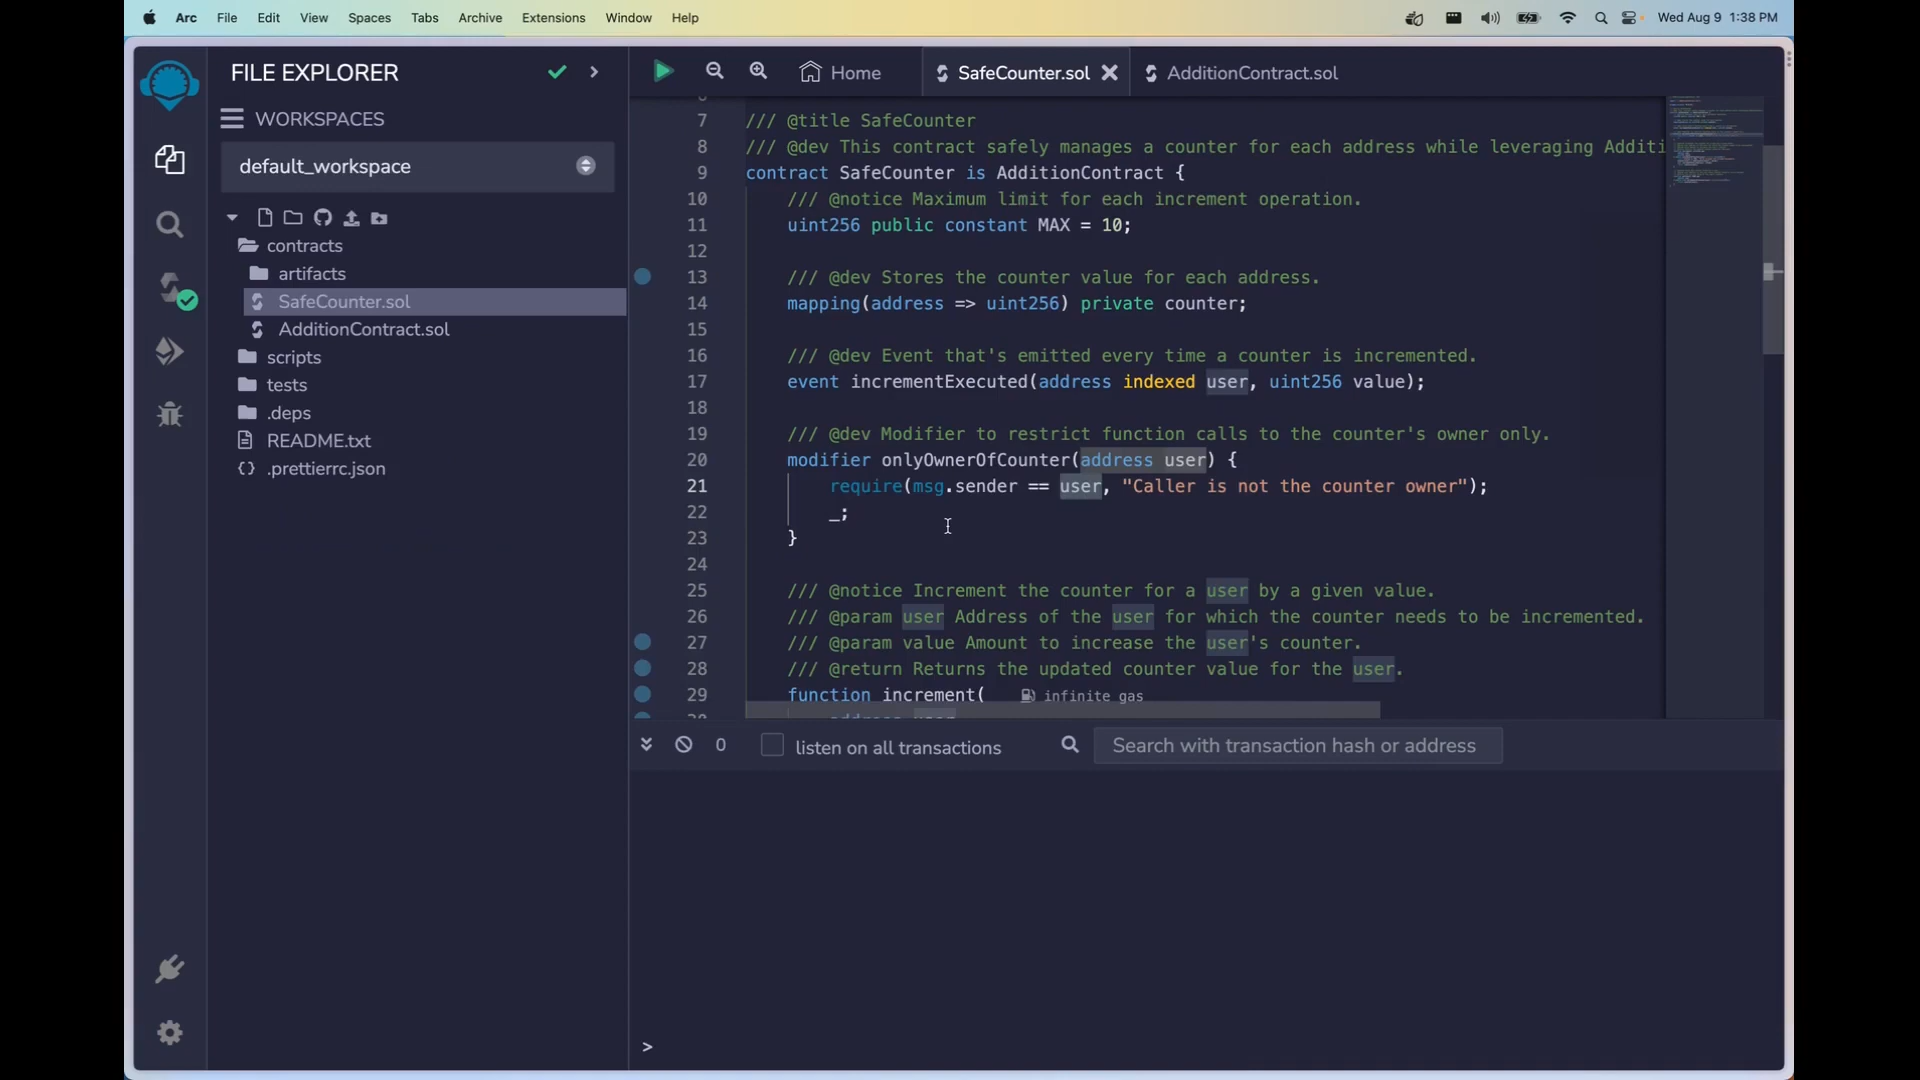 Arc File Edit View Spaces Tabs Archive Extensions Window Help Wed Aug 9 1:38 PM
FILE EXPLORER
WORKSPACES
default_workspace
contracts
artifacts
SafeCounter.sol
AdditionContract.sol
scripts
tests
.deps
README.txt
{} .prettierrc.json
Home SafeCounter.sol AdditionContract.sol
7 /// @title SafeCounter
8 /// @dev This contract safely manages a counter for each address while leveraging Additi
9 contract SafeCounter is AdditionContract {
10 /// @notice Maximum limit for each increment operation.
11 uint256 public constant MAX = 10;
12
13 /// @dev Stores the counter value for each address.
14 mapping(address => uint256) private counter;
15
16 /// @dev Event that's emitted every time a counter is incremented.
17 event incrementExecuted(address indexed user, uint256 value);
18
19 /// @dev Modifier to restrict function calls to the counter's owner only.
20 modifier onlyOwnerOfCounter(address user) {
21 require(msg.sender == user, "Caller is not the counter owner");
22 _;
23 }
24
25 /// @notice Increment the counter for a user by a given value.
26 /// @param user Address of the user for which the counter needs to be incremented.
27 /// @param value Amount to increase the user's counter.
28 /// @return Returns the updated counter value for the user.
29 function increment( infinite gas
0 listen on all transactions Search with transaction hash or address
>